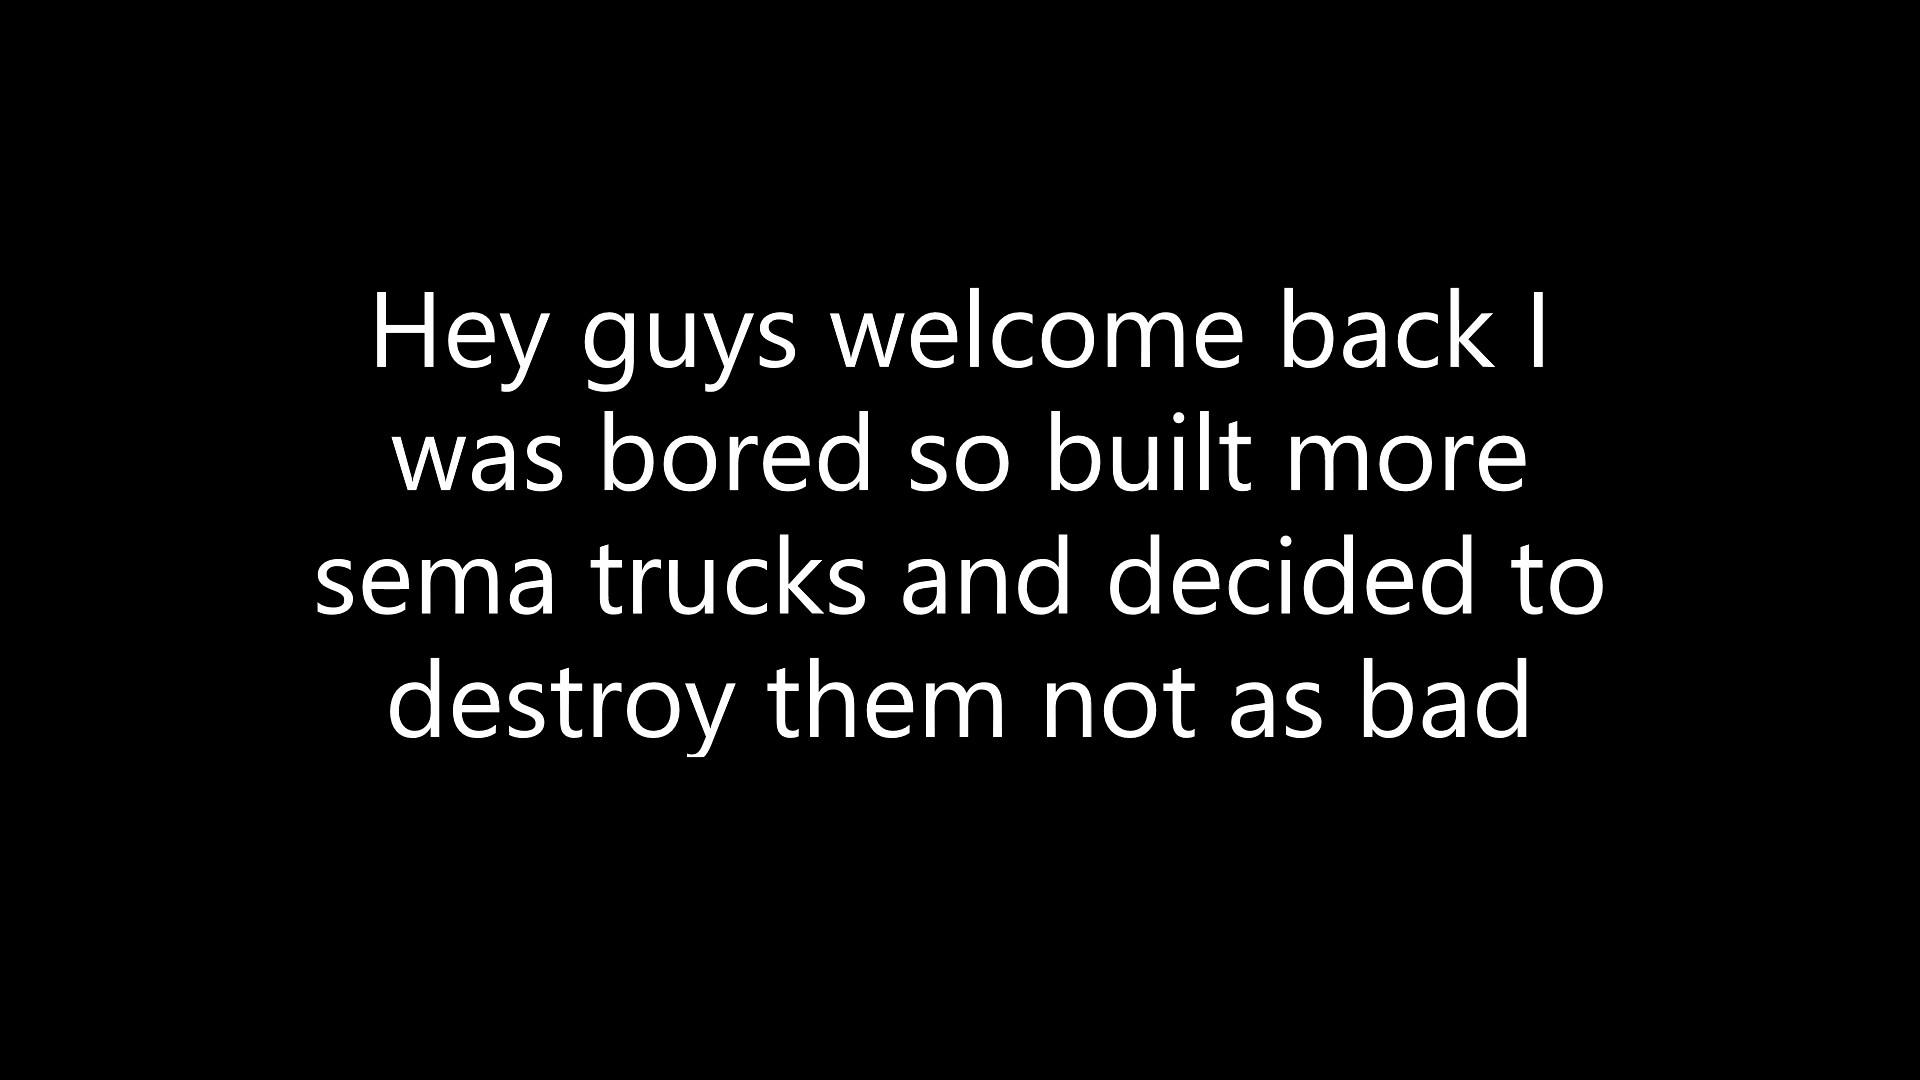 Hey guys welcome back I
was bored so built more
sema trucks and decided to
destroy them not as bad